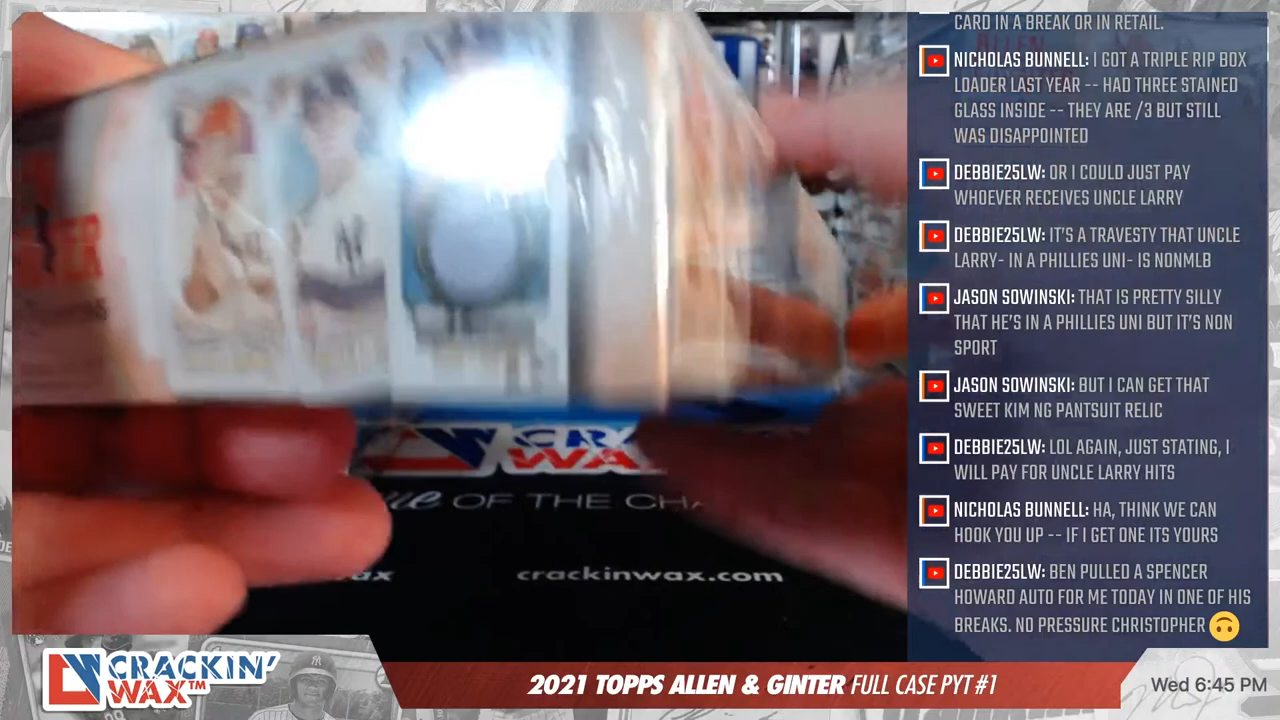 CARD IN A BREAK OR IN RETAIL.
NICHOLAS BUNNELL: I GOT A TRIPLE RIP BOX
LOADER LAST YEAR -- HAD THREE STAINED
GLASS INSIDE -- THEY ARE /3 BUT STILL
WAS DISAPPOINTED
DEBBIE25LW: OR I COULD JUST PAY
WHOEVER RECEIVES UNCLE LARRY
DEBBIE25LW: IT'S A TRAVESTY THAT UNCLE
LARRY- IN A PHILLIES UNI- IS NONMLB
JASON SOWINSKI: THAT IS PRETTY SILLY
THAT HE'S IN A PHILLIES UNI BUT IT'S NON
SPORT
JASON SOWINSKI: BUT I CAN GET THAT
SWEET KIM NG PANTSUIT RELIC
DEBBIE25LW: LOL AGAIN, JUST STATING, I
WILL PAY FOR UNCLE LARRY HITS
NICHOLAS BUNNELL: HA, THINK WE CAN
HOOK YOU UP -- IF I GET ONE ITS YOURS
DEBBIE25LW: BEN PULLED A SPENCER
HOWARD AUTO FOR ME TODAY IN ONE OF HIS
BREAKS. NO PRESSURE CHRISTOPHER 🙃
CR
WA
OF THE CHA
crackinwax.com
CRACKIN'
WAX™
2021 TOPPS ALLEN & GINTER FULL CASE PYT #1
Wed 6:45 PM